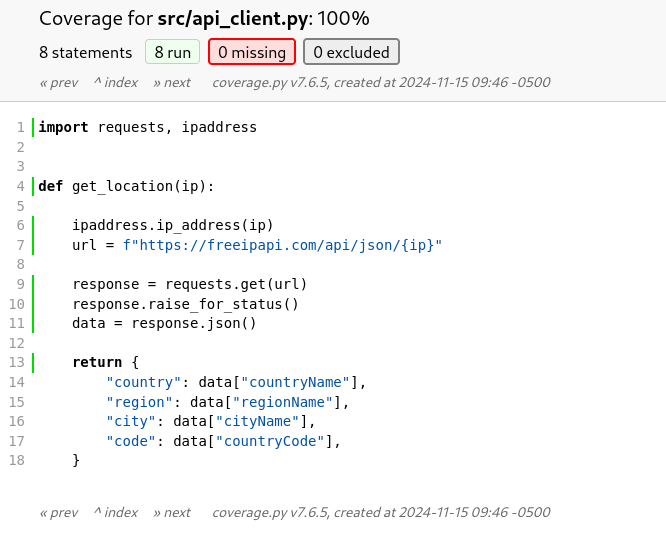 Coverage for src/api_client.py: 100%
8 statements 8 run 0 missing 0 excluded
« prev ^ index » next coverage.py v7.6.5, created at 2024-11-15 09:46 -0500
1 import requests, ipaddress
2
3
4 def get_location(ip):
5
6     ipaddress.ip_address(ip)
7     url = f"https://freeipapi.com/api/json/{ip}"
8
9     response = requests.get(url)
10     response.raise_for_status()
11     data = response.json()
12
13     return {
14         "country": data["countryName"],
15         "region": data["regionName"],
16         "city": data["cityName"],
17         "code": data["countryCode"],
18     }
« prev ^ index » next coverage.py v7.6.5, created at 2024-11-15 09:46 -0500